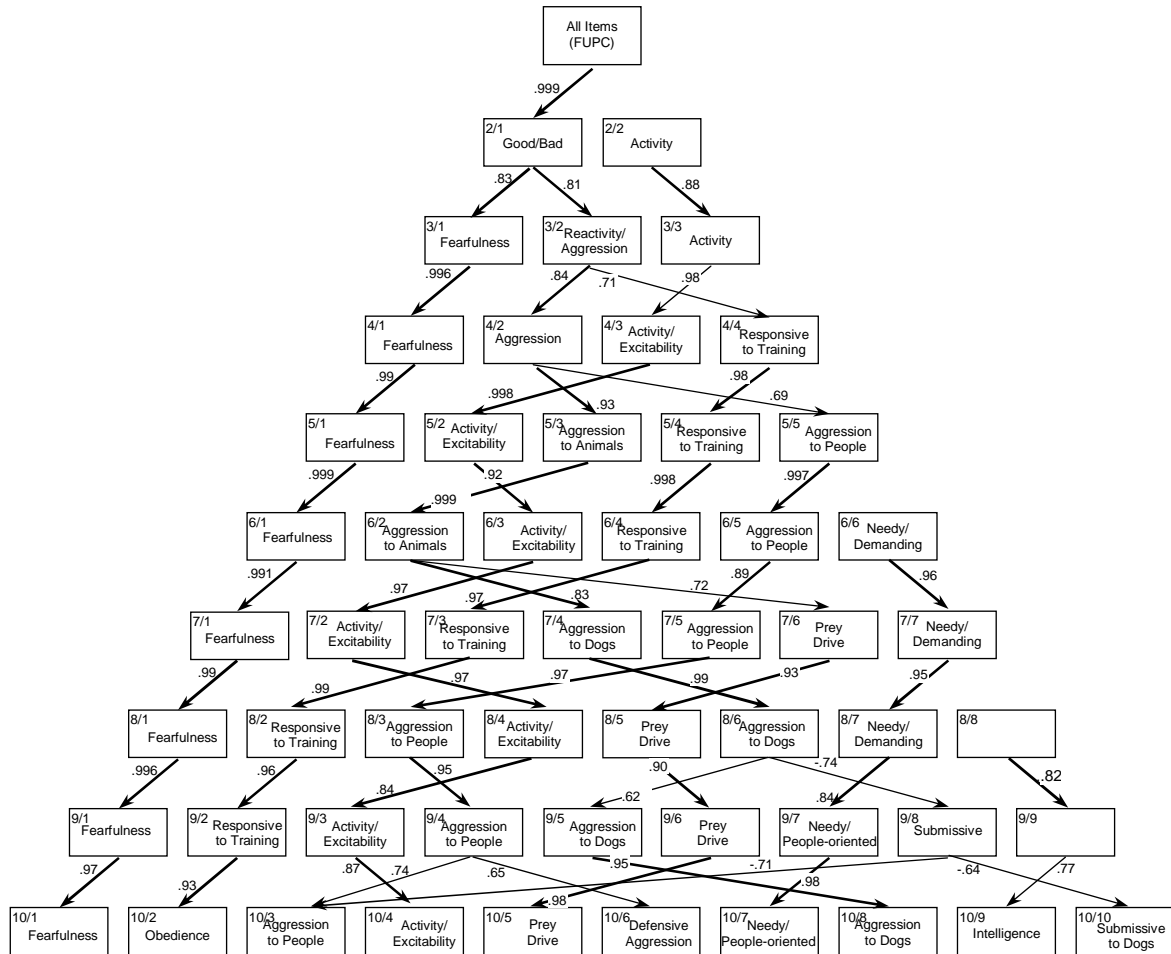 All Items
(FUPC)
.999
2/1
Good/Bad
2/2
Activity
.83
.81
.88
3/1
Fearfulness
3/2
Reactivity/
Aggression
3/3
Activity
.996
.84
.71
.98
4/1
Fearfulness
4/2
Aggression
4/3
Activity/
Excitability
4/4
Responsive
to Training
.99
.998
.93
.98
.69
5/1
Fearfulness
5/2
Activity/
Excitability
5/3
Aggression
to Animals
5/4
Responsive
to Training
5/5
Aggression
to People
.999
.92
.999
.998
.997
6/1
Fearfulness
6/2
Aggression
to Animals
6/3
Activity/
Excitability
6/4
Responsive
to Training
6/5
Aggression
to People
6/6
Needy/
Demanding
.991
.97
.97
.83
.89
.72
.96
7/1
Fearfulness
7/2
Activity/
Excitability
7/3
Responsive
to Training
7/4
Aggression
to Dogs
7/5
Aggression
to People
7/6
Prey
Drive
7/7
Needy/
Demanding
.99
.99
.97
.97
.99
.93
.95
8/1
Fearfulness
8/2
Responsive
to Training
8/3
Aggression
to People
8/4
Activity/
Excitability
8/5
Prey
Drive
8/6
Aggression
to Dogs
8/7
Needy/
Demanding
8/8
.996
.96
.84
.95
.62
.90
.84
-.74
.82
9/1
Fearfulness
9/2
Responsive
to Training
9/3
Activity/
Excitability
9/4
Aggression
to People
9/5
Aggression
to Dogs
9/6
Prey
Drive
9/7
Needy/
People-oriented
9/8
Submissive
9/9
.97
.93
.87
.74
.65
.98
.95
-.71
.98
-.64
.77
10/1
Fearfulness
10/2
Obedience
10/3
Aggression
to People
10/4
Activity/
Excitability
10/5
Prey
Drive
10/6
Defensive
Aggression
10/7
Needy/
People-oriented
10/8
Aggression
to Dogs
10/9
Intelligence
10/10
Submissive
to Dogs